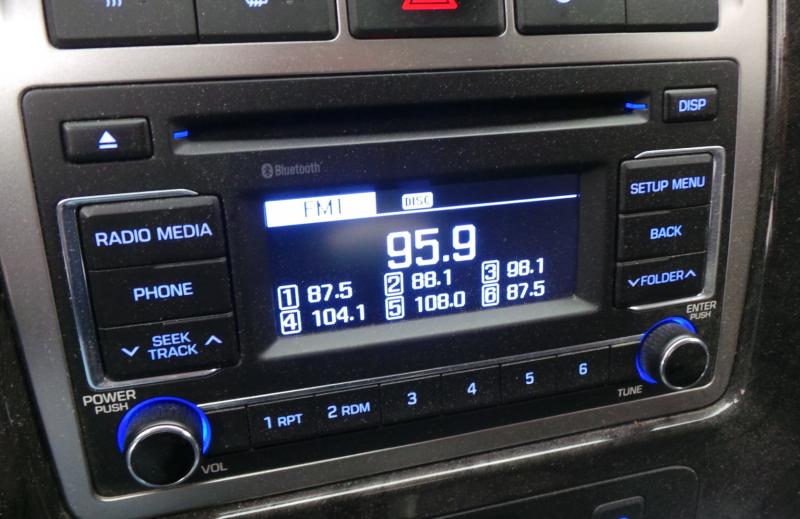 DISP
Bluetooth
RADIO MEDIA
PHONE
SEEK
TRACK
FM1 DISC
95.9
1 87.5 2 88.1 3 98.1
4 104.1 5 108.0 6 87.5
SETUP MENU
BACK
FOLDER
ENTER
PUSH
TUNE
POWER
PUSH
VOL
1 RPT 2 RDM 3 4 5 6